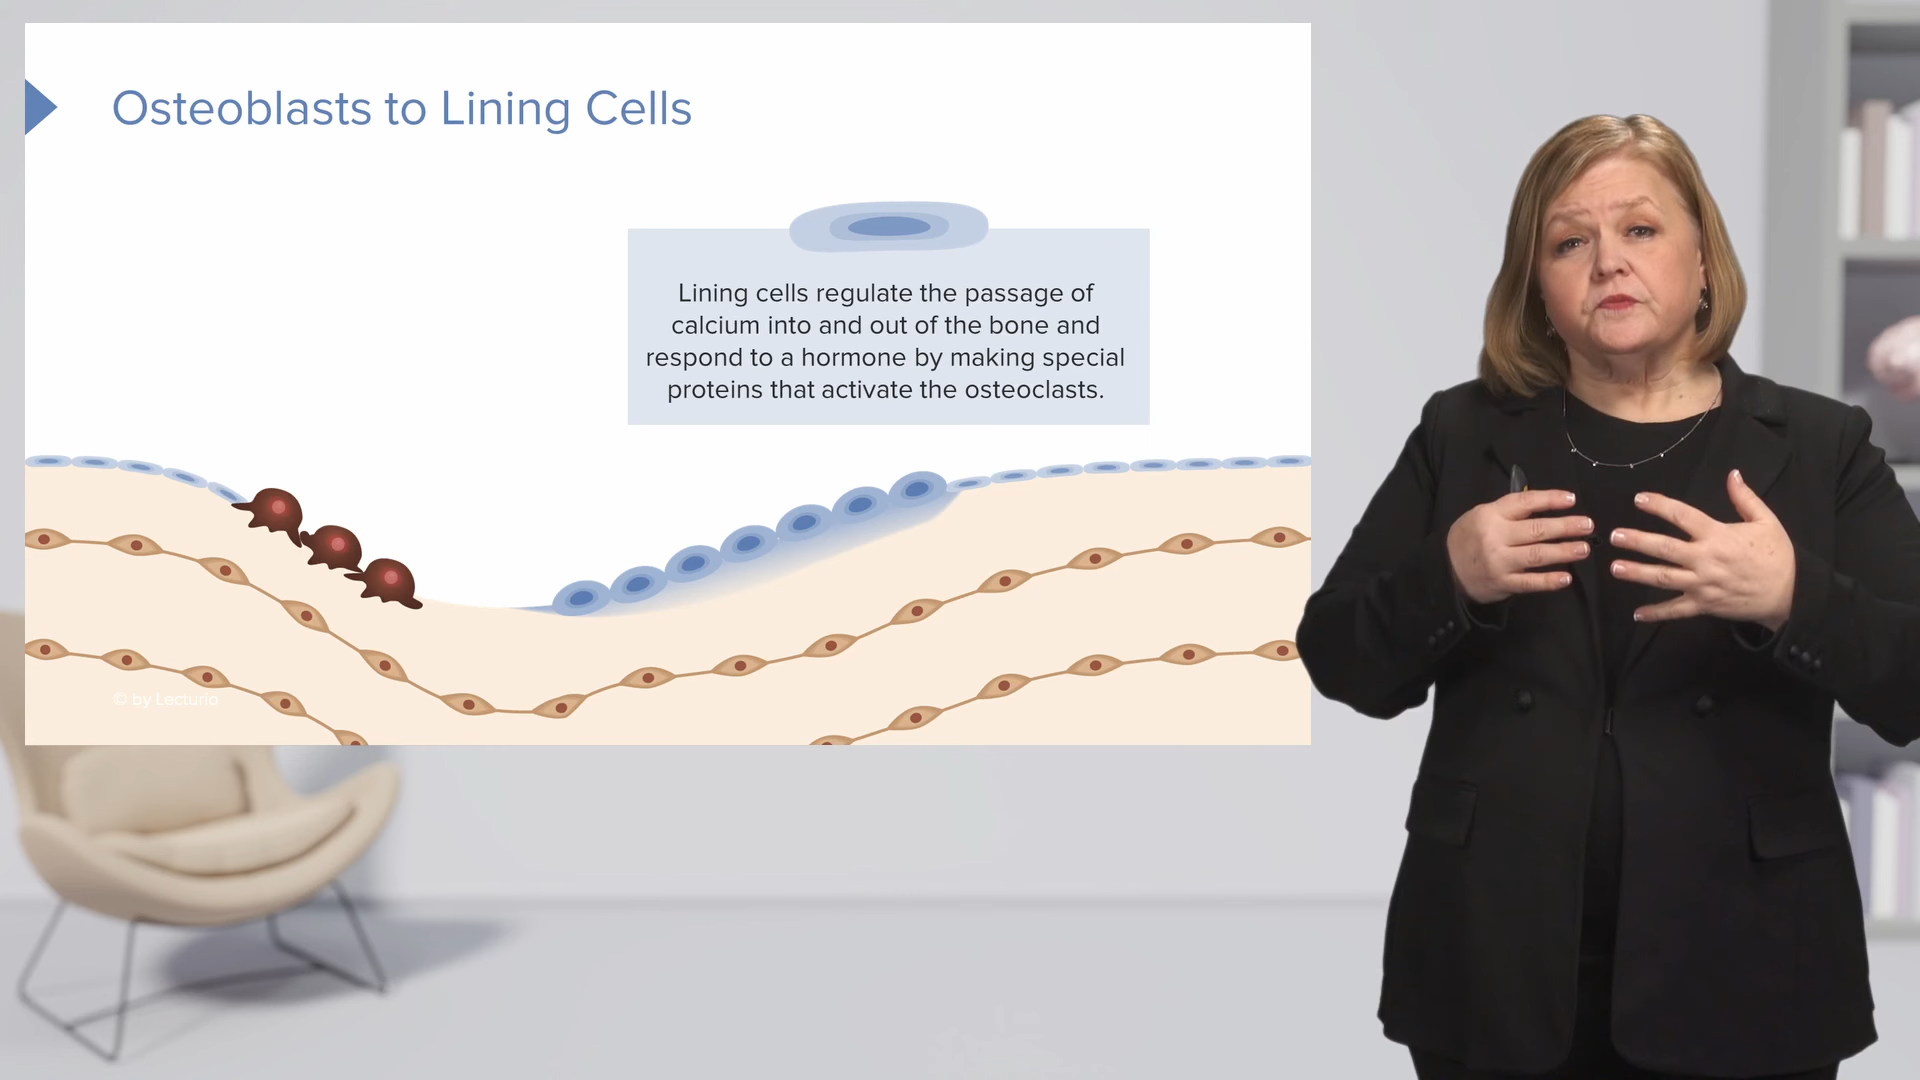 Osteoblasts to Lining Cells
Lining cells regulate the passage of
calcium into and out of the bone and
respond to a hormone by making special
proteins that activate the osteoclasts.
© by Lecturio